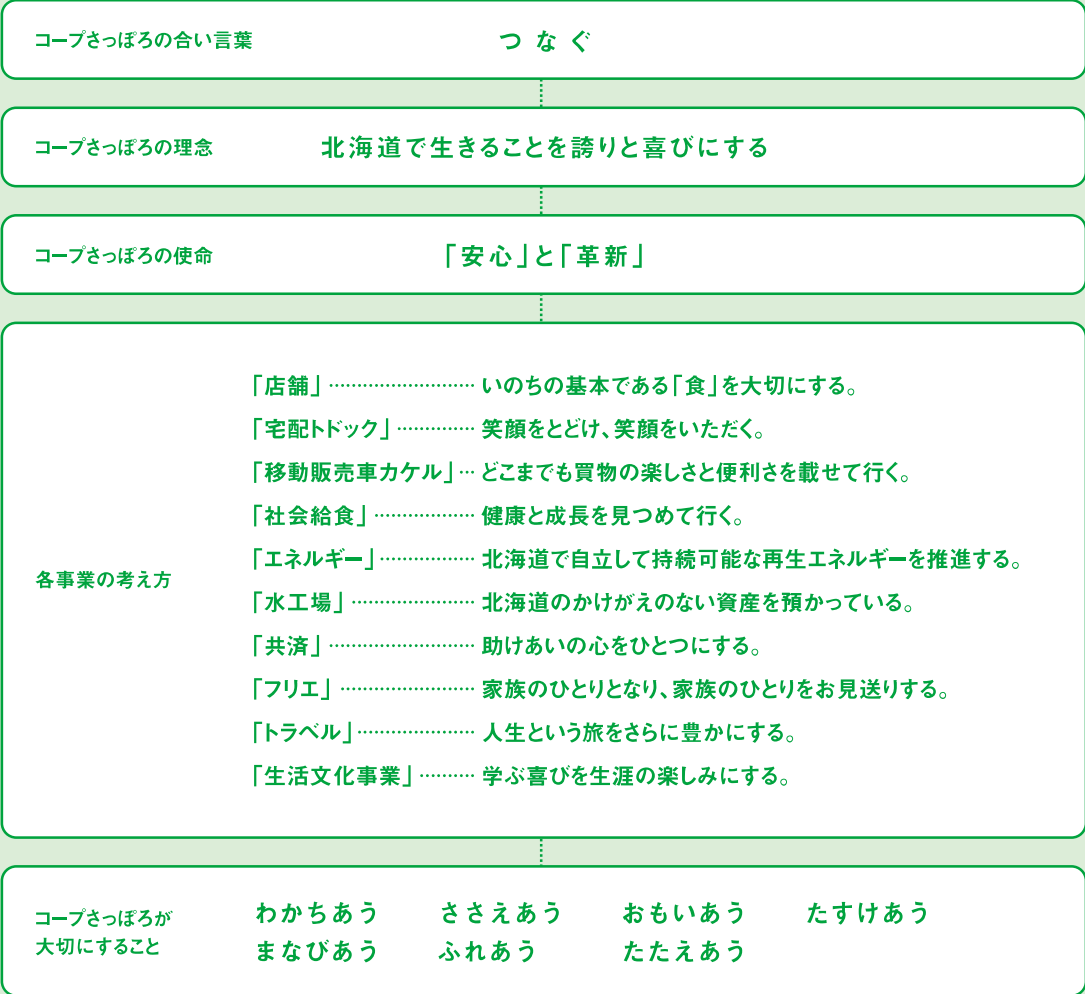 コープさっぽろの合い言葉 つなぐ
コープさっぽろの理念 北海道で生きることを誇りと喜びにする
コープさっぽろの使命 「安心」と「革新」
各事業の考え方
「店舗」 ……………………… いのちの基本である「食」を大切にする。
「宅配トドック」 …………… 笑顔をとどけ、笑顔をいただく。
「移動販売車カケル」 … どこまでも買物の楽しさと便利さを載せて行く。
「社会給食」 ……………… 健康と成長を見つめて行く。
「エネルギー」 ……………… 北海道で自立して持続可能な再生エネルギーを推進する。
「水工場」 …………………… 北海道のかけがえのない資産を預かっている。
「共済」 ……………………… 助けあいの心をひとつにする。
「フリエ」 …………………… 家族のひとりとなり、家族のひとりをお見送りする。
「トラベル」 ………………… 人生という旅をさらに豊かにする。
「生活文化事業」 ………… 学ぶ喜びを生涯の楽しみにする。
コープさっぽろが
大切にすること
わかちあう ささえあう おもいあう たすけあう
まなびあう ふれあう たたえあう